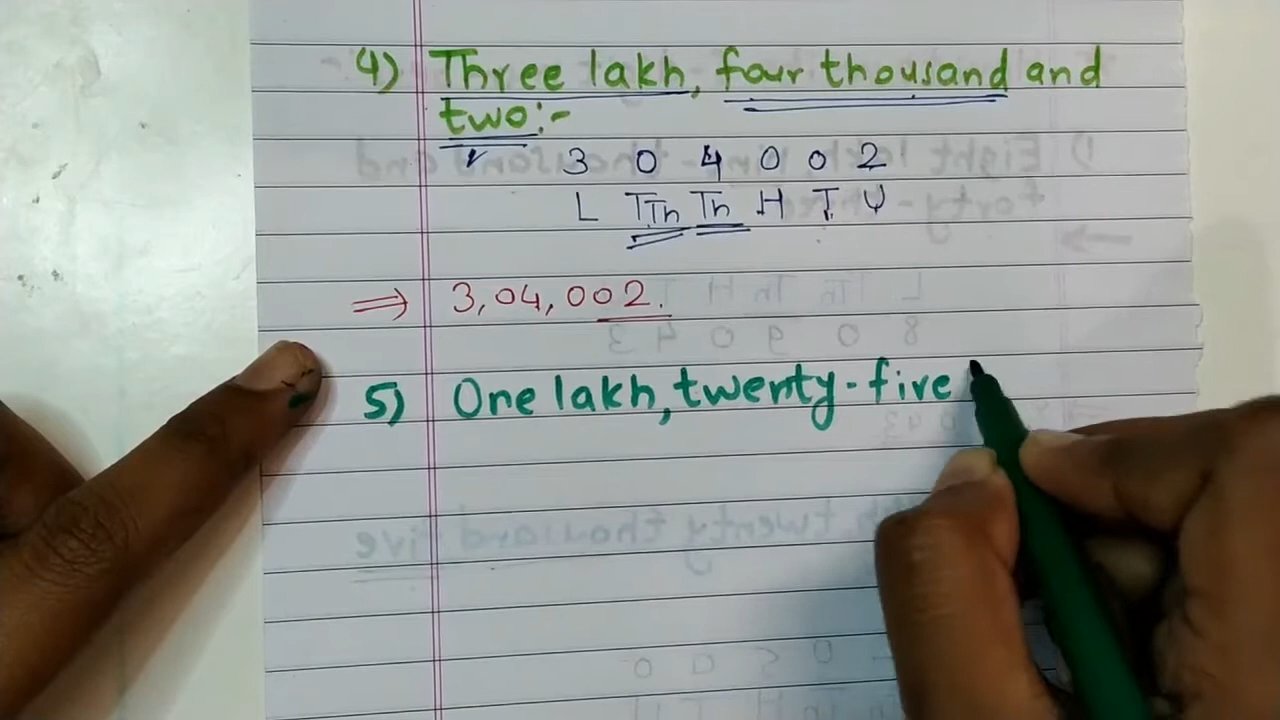 4) Three lakh, four thousand and
two:-
3 0 4 0 0 2
L TTh Th H T U
⇒ 3,04,002.
5) One lakh, twenty-five